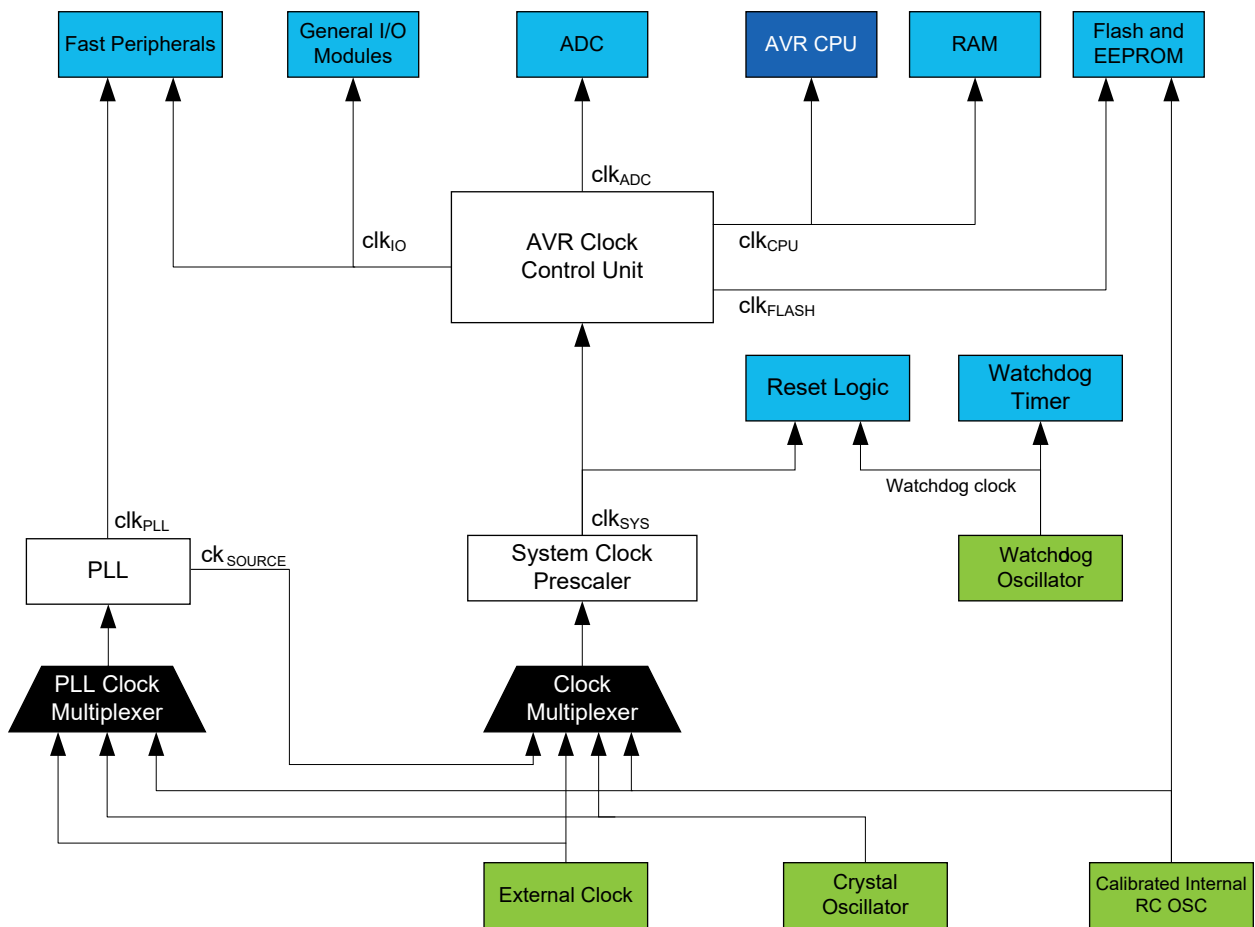 Fast Peripherals
General I/O
Modules
ADC
AVR CPU
RAM
Flash and
EEPROM
clkADC
clkIO
AVR Clock
Control Unit
clkCPU
clkFLASH
Reset Logic
Watchdog
Timer
Watchdog clock
clkPLL
clkSYS
PLL
ck SOURCE
System Clock
Prescaler
Watchdog
Oscillator
PLL Clock
Multiplexer
Clock
Multiplexer
External Clock
Crystal
Oscillator
Calibrated Internal
RC OSC